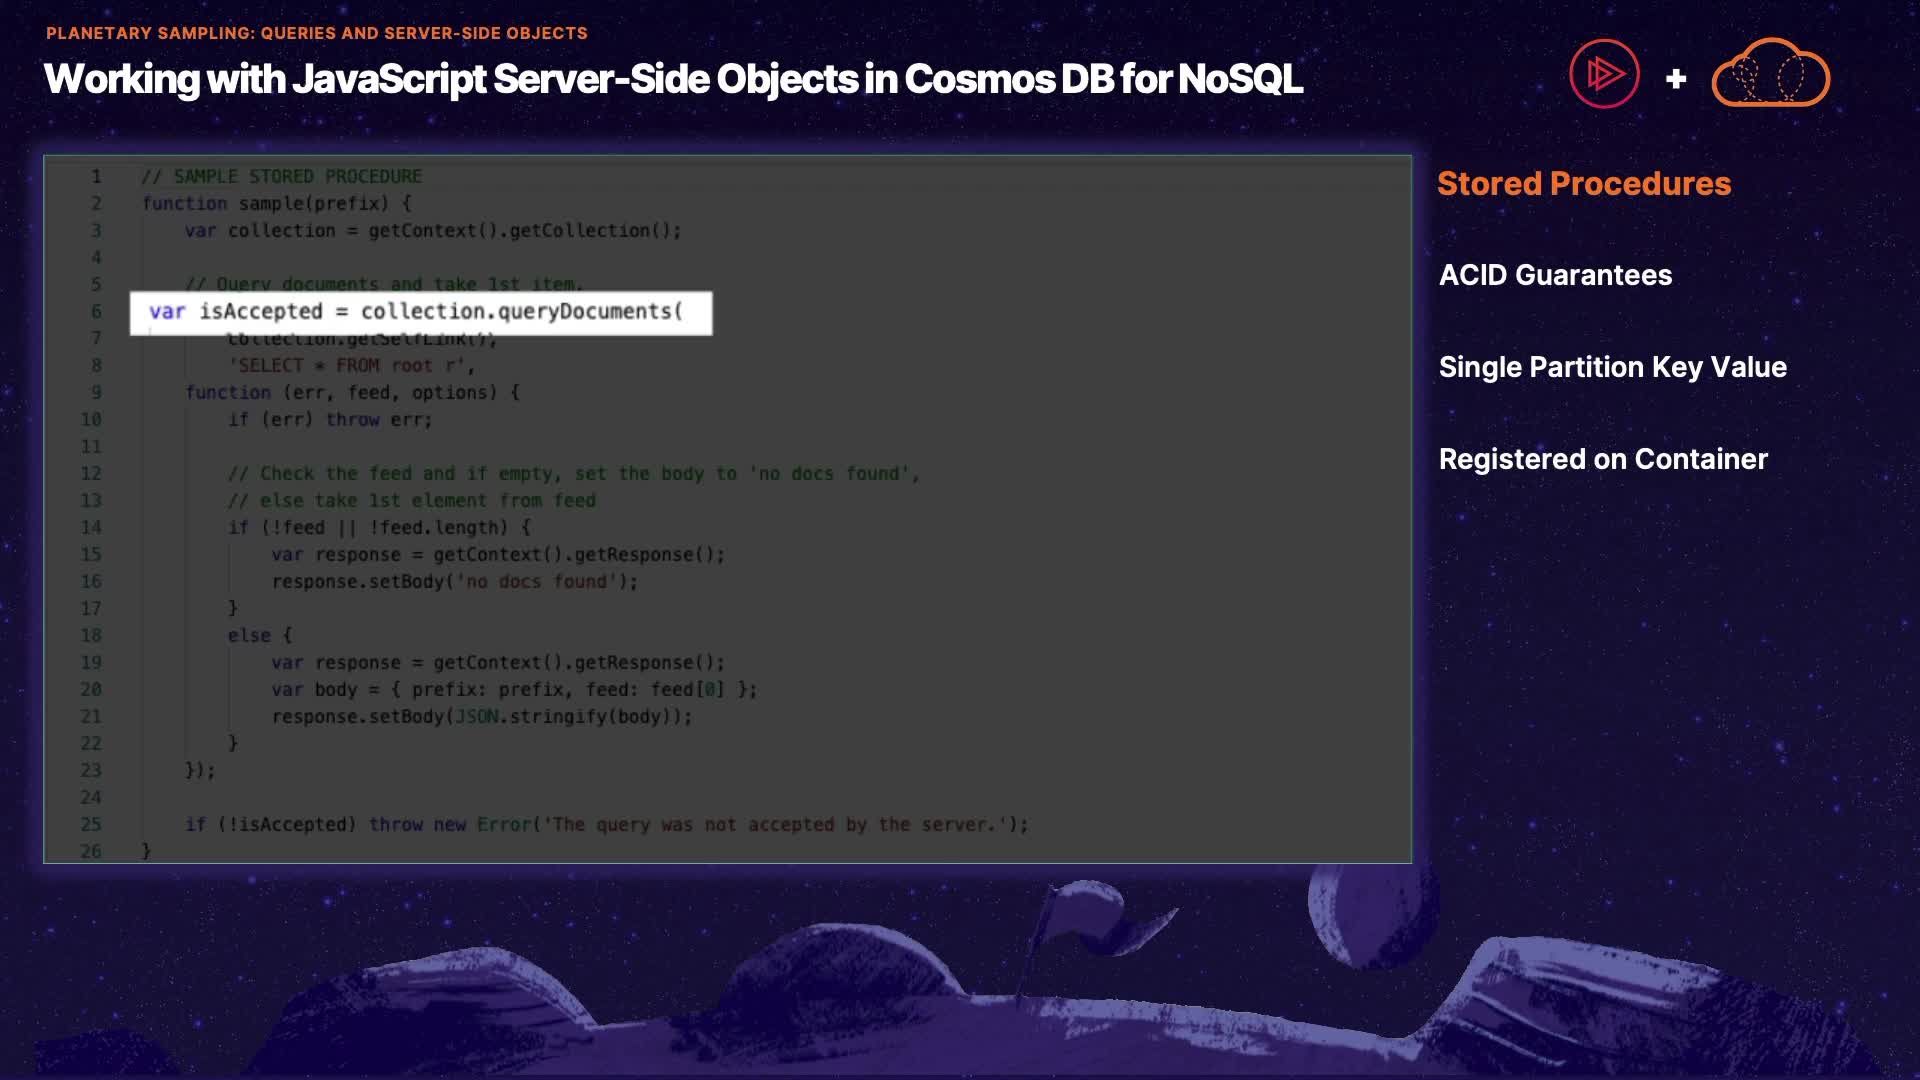 PLANETARY SAMPLING: QUERIES AND SERVER-SIDE OBJECTS
Working with JavaScript Server-Side Objects in Cosmos DB for NoSQL
+
1 // SAMPLE STORED PROCEDURE
2 function sample(prefix) {
3 var collection = getContext().getCollection();
4
5 // Query documents and take 1st item.
6 var isAccepted = collection.queryDocuments(
7 collection.getSelfLink(),
8 'SELECT * FROM root r',
9 function (err, feed, options) {
10 if (err) throw err;
11
12 // Check the feed and if empty, set the body to 'no docs found',
13 // else take 1st element from feed
14 if (!feed || !feed.length) {
15 var response = getContext().getResponse();
16 response.setBody('no docs found');
17 }
18 else {
19 var response = getContext().getResponse();
20 var body = { prefix: prefix, feed: feed[0] };
21 response.setBody(JSON.stringify(body));
22 }
23 });
24
25 if (!isAccepted) throw new Error('The query was not accepted by the server.');
26 }
Stored Procedures
ACID Guarantees
Single Partition Key Value
Registered on Container